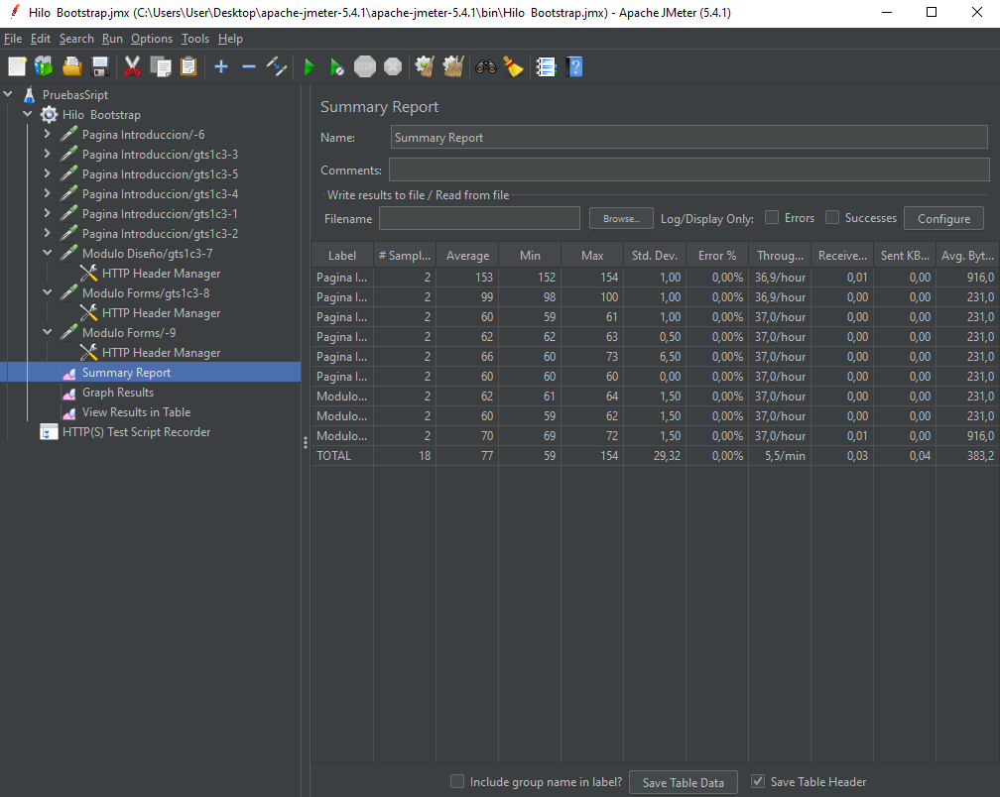 Hilo Bootstrap.jmx (C:\Users\User\Desktop\apache-jmeter-5.4.1\apache-jmeter-5.4.1\bin\Hilo Bootstrap.jmx) - Apache JMeter (5.4.1)
File Edit Search Run Options Tools Help
PruebasSript
Hilo Bootstrap
Pagina Introduccion/-6
Pagina Introduccion/gts1c3-3
Pagina Introduccion/gts1c3-5
Pagina Introduccion/gts1c3-4
Pagina Introduccion/gts1c3-1
Pagina Introduccion/gts1c3-2
Modulo Diseño/gts1c3-7
HTTP Header Manager
Modulo Forms/gts1c3-8
HTTP Header Manager
Modulo Forms/-9
HTTP Header Manager
Summary Report
Graph Results
View Results in Table
HTTP(S) Test Script Recorder
Summary Report
Name: Summary Report
Comments:
Write results to file / Read from file
Filename Browse... Log/Display Only: Errors Successes Configure
Label # Sampl... Average Min Max Std. Dev. Error % Throug... Receive... Sent KB... Avg. Byt...
Pagina I... 2 153 152 154 1,00 0,00% 36,9/hour 0,01 0,00 916,0
Pagina I... 2 99 98 100 1,00 0,00% 36,9/hour 0,00 0,00 231,0
Pagina I... 2 60 59 61 1,00 0,00% 37,0/hour 0,00 0,00 231,0
Pagina I... 2 62 62 63 0,50 0,00% 37,0/hour 0,00 0,00 231,0
Pagina I... 2 66 60 73 6,50 0,00% 37,0/hour 0,00 0,00 231,0
Pagina I... 2 60 60 60 0,00 0,00% 37,0/hour 0,00 0,00 231,0
Modulo... 2 62 61 64 1,50 0,00% 37,0/hour 0,00 0,00 231,0
Modulo... 2 60 59 62 1,50 0,00% 37,0/hour 0,00 0,00 231,0
Modulo... 2 70 69 72 1,50 0,00% 37,0/hour 0,01 0,00 916,0
TOTAL 18 77 59 154 29,32 0,00% 5,5/min 0,03 0,04 383,2
Include group name in label? Save Table Data Save Table Header